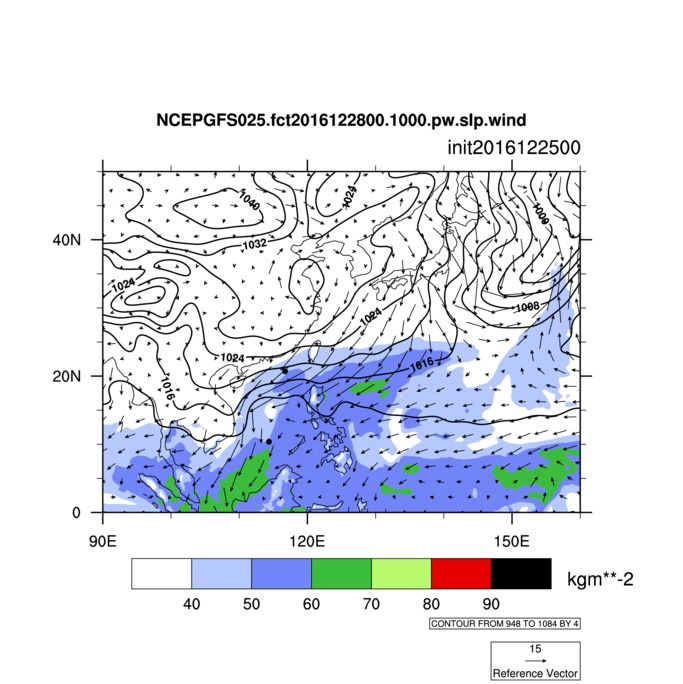 NCEPGFS025.fct2016122800.1000.pw.slp.wind
init2016122500
1040
1024
1000
40N
1032
1024
1008
1024
1024
1016
20N
1016
0
90E 120E 150E
kgm**-2
40 50 60 70 80 90
CONTOUR FROM 948 TO 1084 BY 4
15
Reference Vector